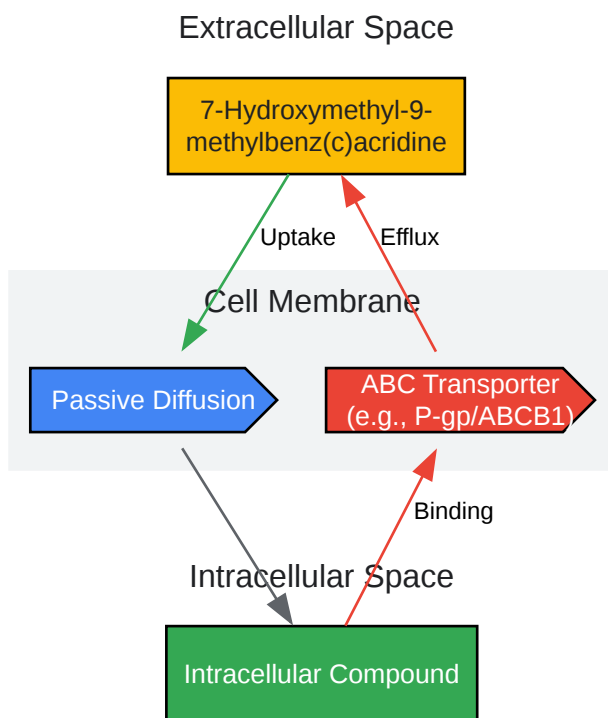 Extracellular Space
7-Hydroxymethyl-9-
methylbenz(c)acridine
Uptake
Efflux
Cell Membrane
Passive Diffusion
ABC Transporter
(e.g., P-gp/ABCB1)
Binding
Intracellular Space
Intracellular Compound